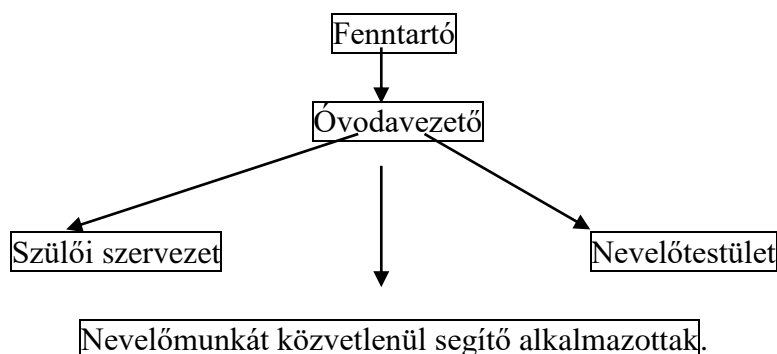 Fenntartó
Óvodavezető
Szülői szervezet
Nevelőtestület
Nevelőmunkát közvetlenül segítő alkalmazottak.